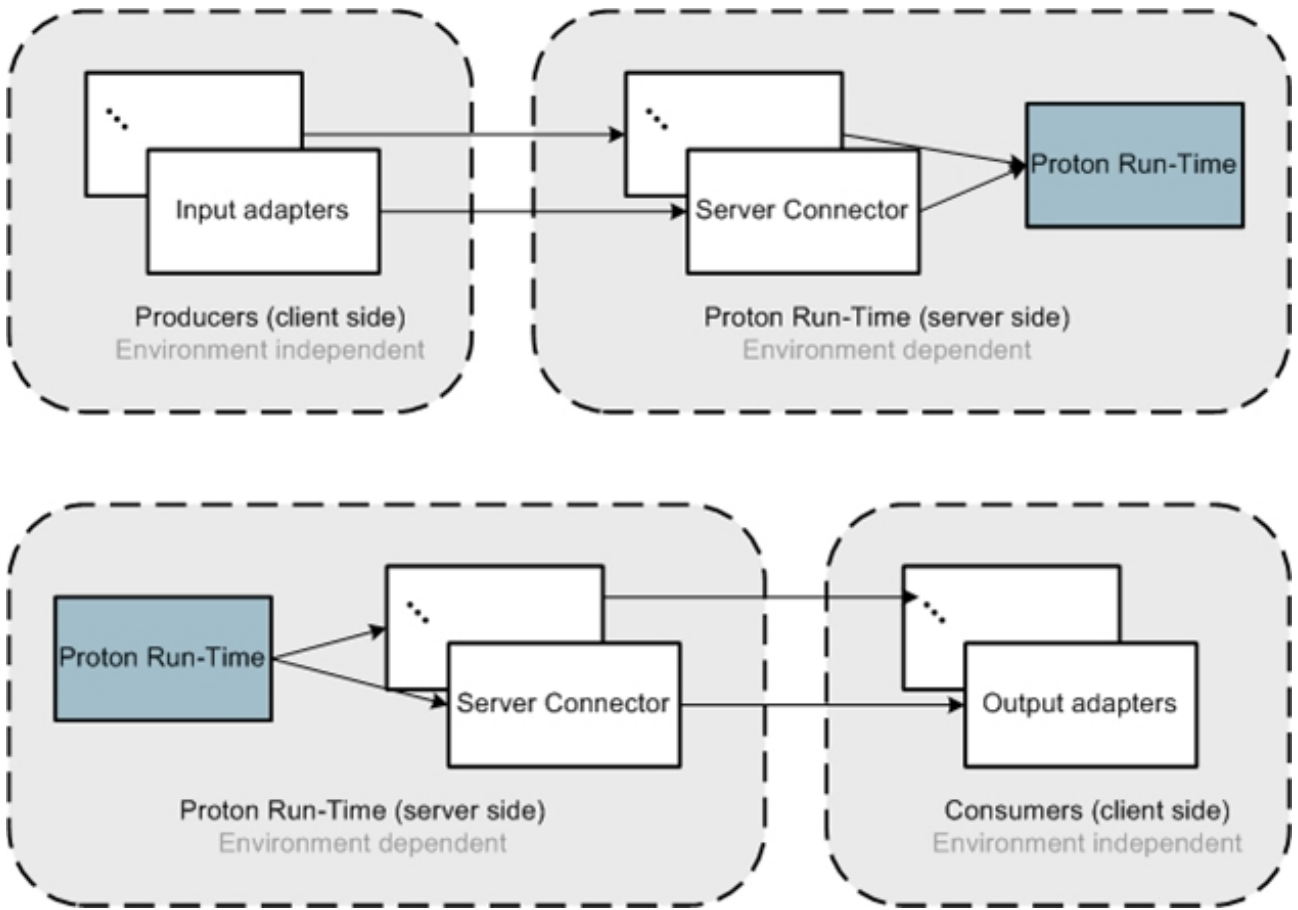 Input adapters
Server Connector
Proton Run-Time
Producers (client side)
Environment independent
Proton Run-Time (server side)
Environment dependent
Proton Run-Time
Server Connector
Output adapters
Proton Run-Time (server side)
Environment dependent
Consumers (client side)
Environment independent